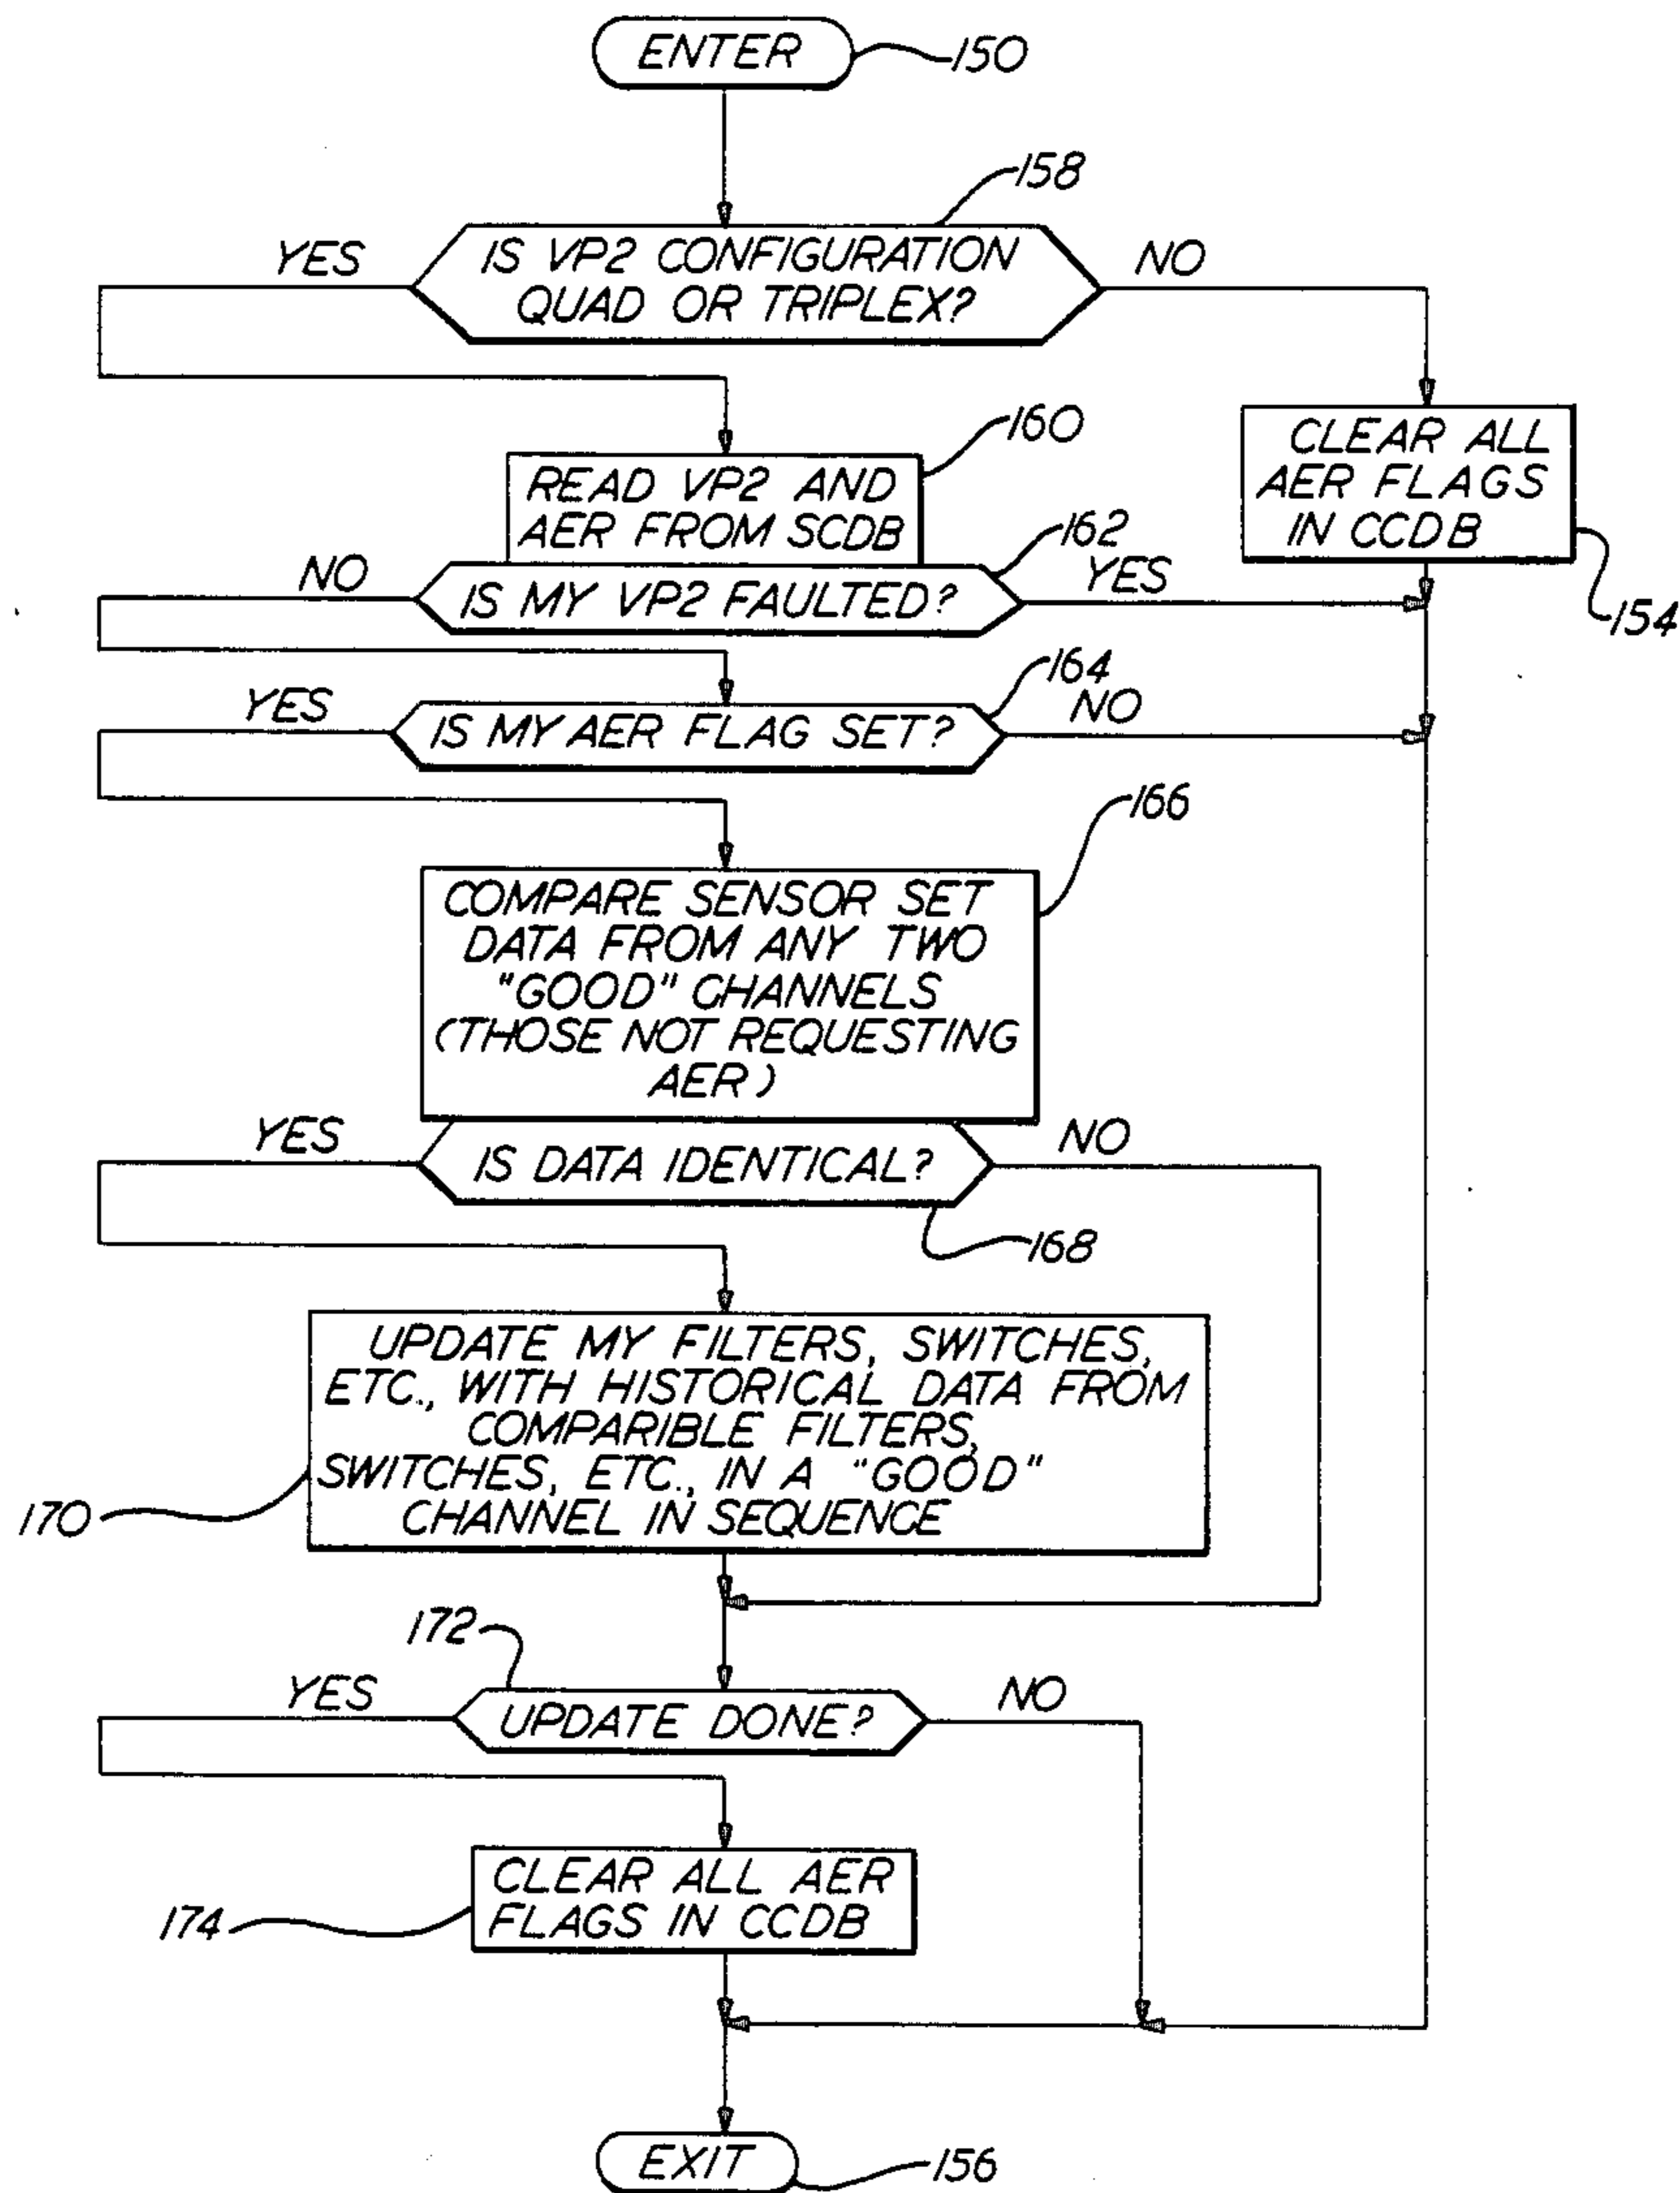 ENTER
150
158
YES
IS VP2 CONFIGURATION
QUAD OR TRIPLEX?
NO
160
READ VP2 AND
AER FROM SCDB
CLEAR ALL
AER FLAGS
IN CCDB
154
162
NO
IS MY VP2 FAULTED?
YES
164
YES
IS MY AER FLAG SET?
NO
166
COMPARE SENSOR SET
DATA FROM ANY TWO
"GOOD" CHANNELS
(THOSE NOT REQUESTING
AER)
YES
IS DATA IDENTICAL?
NO
168
UPDATE MY FILTERS, SWITCHES,
ETC., WITH HISTORICAL DATA FROM
COMPARIBLE FILTERS,
SWITCHES, ETC., IN A "GOOD"
CHANNEL IN SEQUENCE
170
172
YES
UPDATE DONE?
NO
CLEAR ALL AER
FLAGS IN CCDB
174
EXIT
156